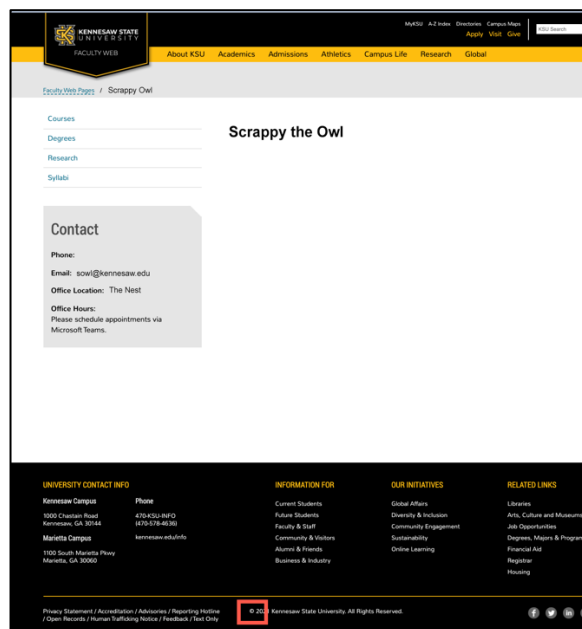 MyKSU A-Z Index Directories Campus Maps
Apply Visit Give
KSU Search
KENNESAW STATE
UNIVERSITY
FACULTY WEB
About KSU Academics Admissions Athletics Campus Life Research Global
Faculty Web Pages / Scrappy Owl
Courses
Degrees
Research
Syllabi
Scrappy the Owl
Contact
Phone:
Email: sowl@kennesaw.edu
Office Location: The Nest
Office Hours:
Please schedule appointments via
Microsoft Teams.
UNIVERSITY CONTACT INFO
Kennesaw Campus
1000 Chastain Road
Kennesaw, GA 30144
Marietta Campus
1100 South Marietta Pkwy
Marietta, GA 30060
Phone
470-KSU-INFO
(470-578-4636)
kennesaw.edu/info
INFORMATION FOR
Current Students
Future Students
Faculty & Staff
Community & Visitors
Alumni & Friends
Business & Industry
OUR INITIATIVES
Global Affairs
Diversity & Inclusion
Community Engagement
Sustainability
Online Learning
RELATED LINKS
Libraries
Arts, Culture and Museums
Job Opportunities
Degrees, Majors &
Financial Aid
Registrar
Housing
Privacy Statement / Accreditation / Advisories / Reporting Hotline
/ Open Records / Human Trafficking Notice / Feedback / Text Only
© Kennesaw State University. All Rights Reserved.